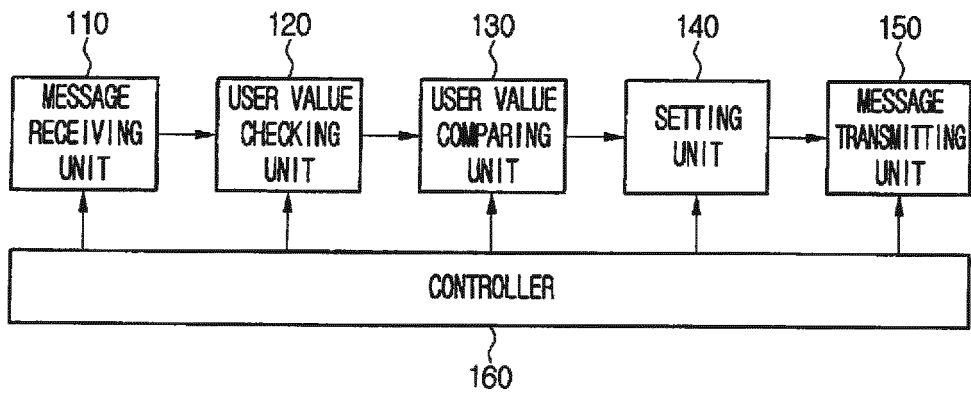 110
120
130
140
150
MESSAGE
RECEIVING
UNIT
USER VALUE
CHECKING
UNIT
USER VALUE
COMPARING
UNIT
SETTING
UNIT
MESSAGE
TRANSMITTING
UNIT
CONTROLLER
160